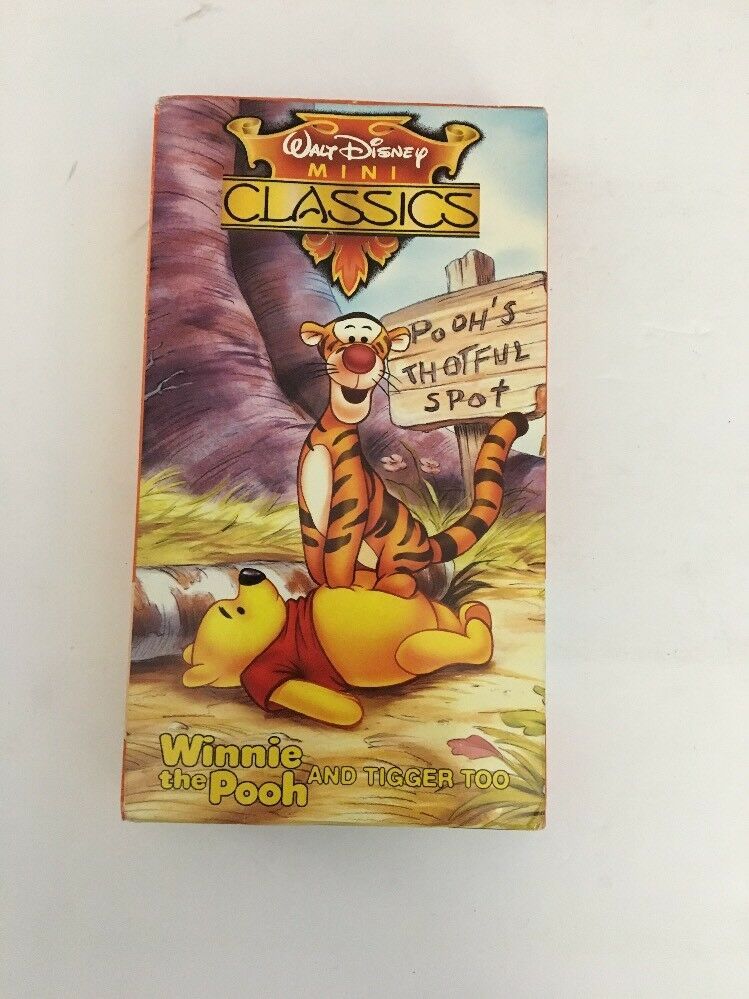 Walt Disney
MINI
CLASSICS
POOH'S
THOTFUL
SPOT
Winnie
the Pooh AND TIGGER TOO